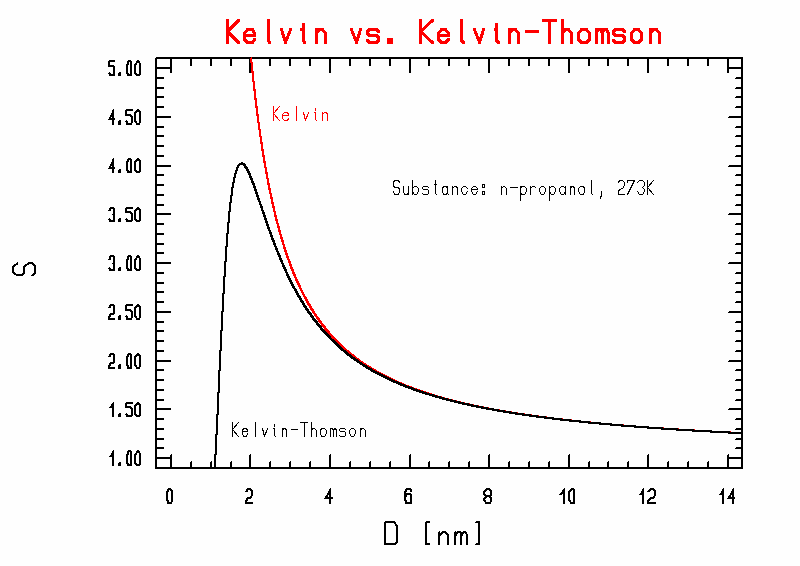 Kelvin vs. Kelvin-Thomson
5.00
4.50
4.00
3.50
3.00
2.50
2.00
1.50
1.00
S
Kelvin
Substance: n-propanol, 273K
Kelvin-Thomson
0 2 4 6 8 10 12 14
D [nm]